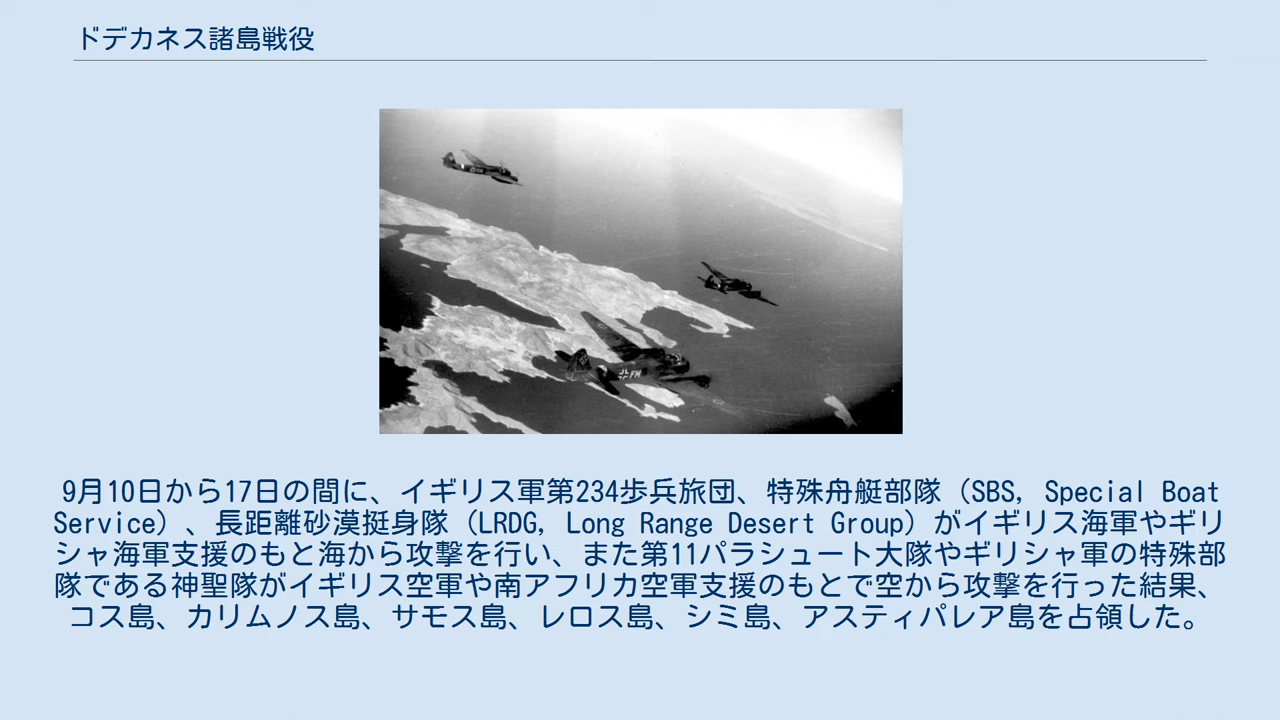 ドデカネス諸島戦役
9月10日から17日の間に、イギリス軍第234歩兵旅団、特殊舟艇部隊（SBS, Special Boat
Service）、長距離砂漠挺身隊（LRDG, Long Range Desert Group）がイギリス海軍やギリ
シャ海軍支援のもと海から攻撃を行い、また第11パラシュート大隊やギリシャ軍の特殊部
隊である神聖隊がイギリス空軍や南アフリカ空軍支援のもとで空から攻撃を行った結果、
コス島、カリムノス島、サモス島、レロス島、シミ島、アスティパレア島を占領した。